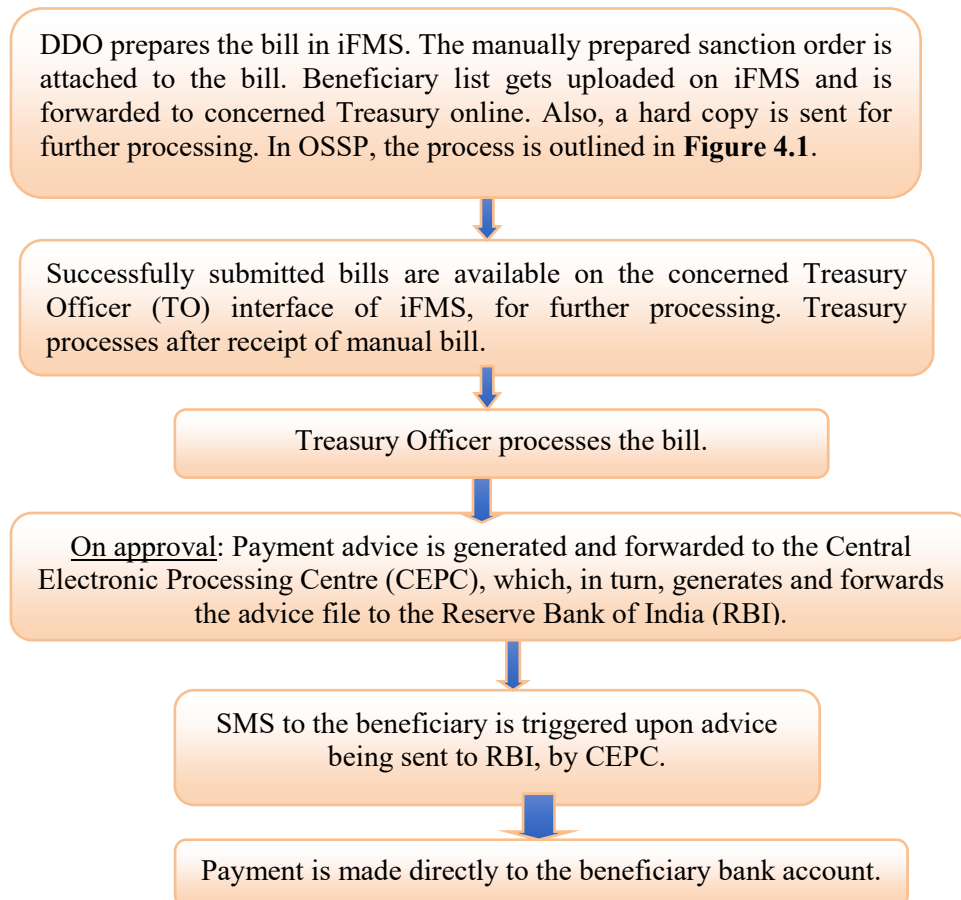 DDO prepares the bill in iFMS. The manually prepared sanction order is
attached to the bill. Beneficiary list gets uploaded on iFMS and is
forwarded to concerned Treasury online. Also, a hard copy is sent for
further processing. In OSSP, the process is outlined in Figure 4.1.
Successfully submitted bills are available on the concerned Treasury
Officer (TO) interface of iFMS, for further processing. Treasury
processes after receipt of manual bill.
Treasury Officer processes the bill.
On approval: Payment advice is generated and forwarded to the Central
Electronic Processing Centre (CEPC), which, in turn, generates and forwards
the advice file to the Reserve Bank of India (RBI).
SMS to the beneficiary is triggered upon advice
being sent to RBI, by CEPC.
Payment is made directly to the beneficiary bank account.